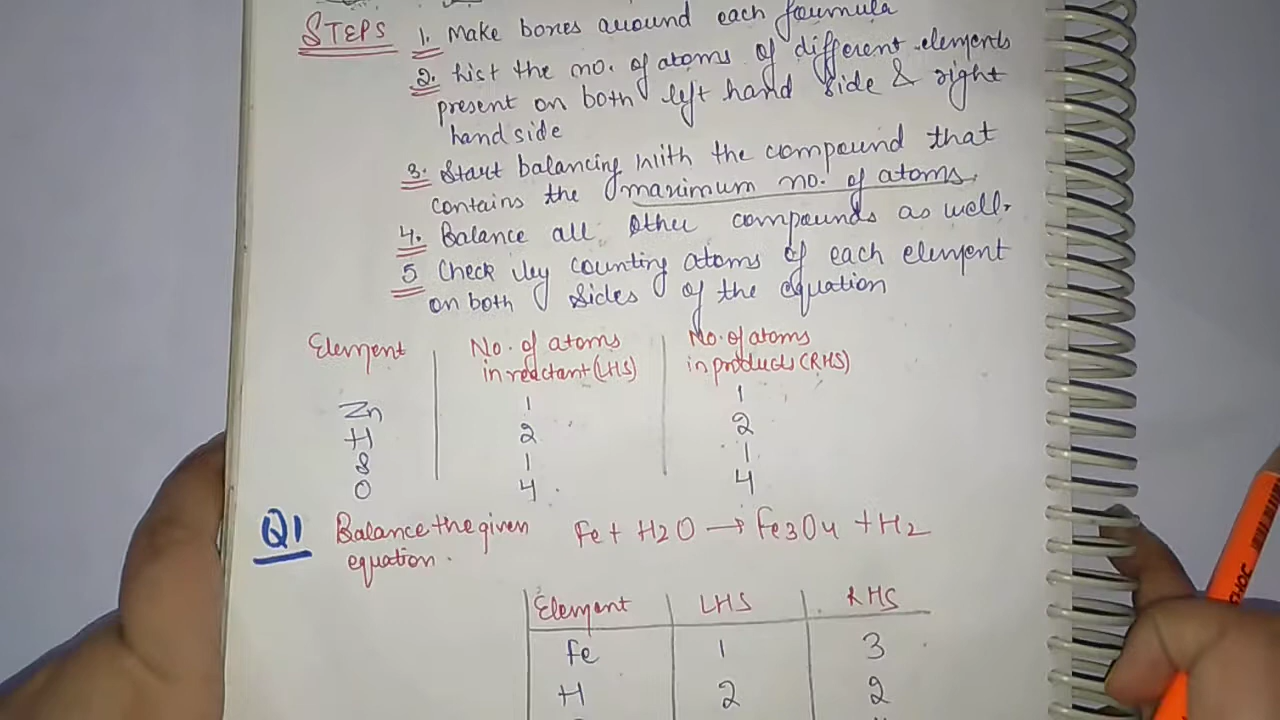 STEPS 1. Make boxes around each formula
2. List the no. of atoms of different elements
present on both left hand side & right
hand side
3. Start balancing with the compound that
contains the maximum no. of atoms.
4. Balance all other compounds as well.
5 Check by counting atoms of each element
on both sides of the equation
Element No. of atoms in reactant (LHS) No. of atoms in products (RHS)
Zn 1 1
H 2 2
S 1 1
O 4 4
Q1 Balance the given Fe + H2O → Fe3O4 + H2
equation.
Element LHS RHS
Fe 1 3
H 2 2